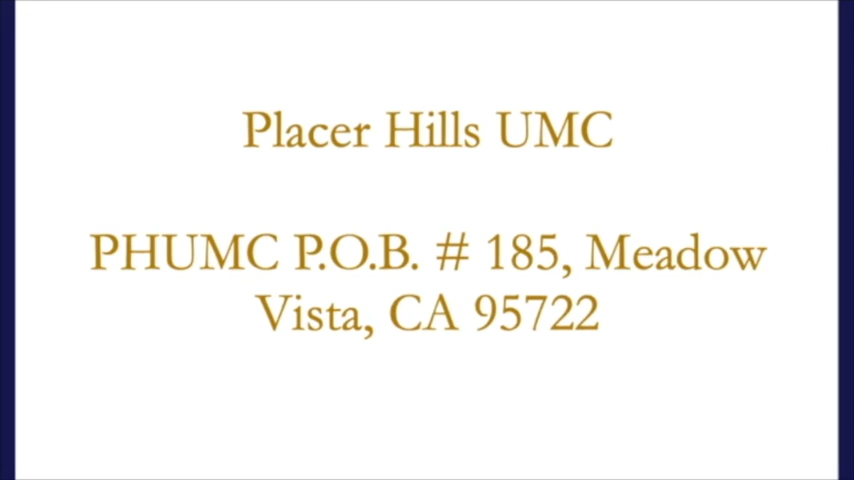 Placer Hills UMC
PHUMC P.O.B. # 185, Meadow
Vista, CA 95722